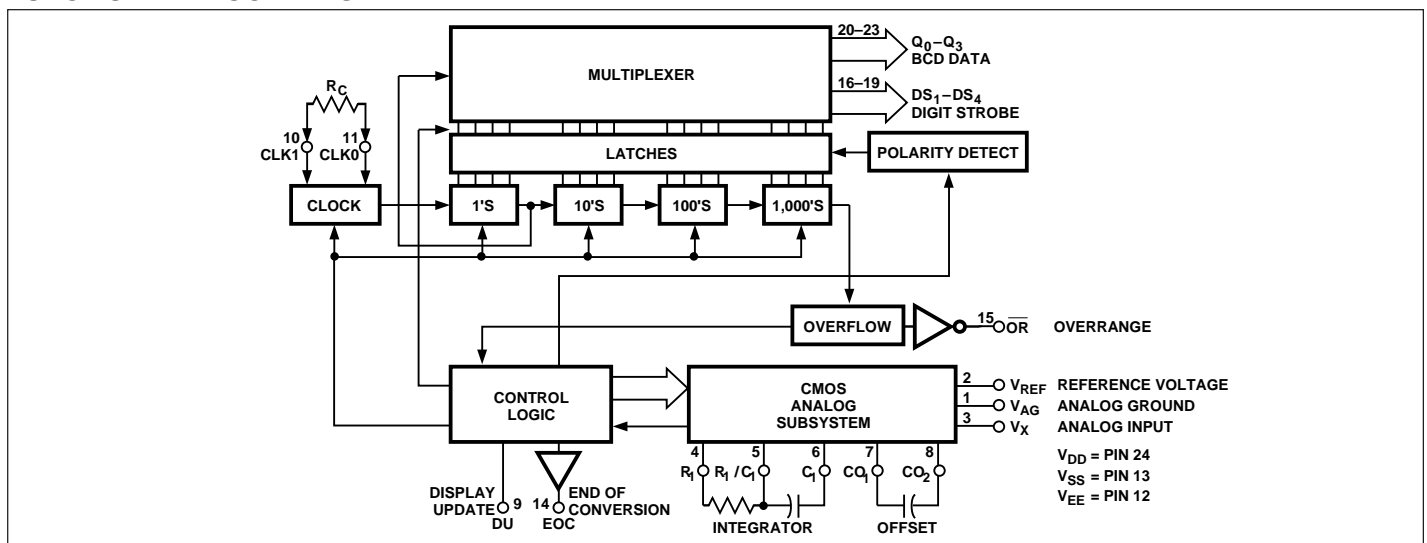 20–23
Q0–Q3
BCD DATA
MULTIPLEXER
16–19
DS1–DS4
DIGIT STROBE
RC
10
CLK1
11
CLK0
LATCHES
POLARITY DETECT
CLOCK
1'S
10'S
100'S
1,000'S
OVERFLOW
15
OR
OVERRANGE
CONTROL
LOGIC
CMOS
ANALOG
SUBSYSTEM
2
VREF
REFERENCE VOLTAGE
1
VAG
ANALOG GROUND
3
VX
ANALOG INPUT
4
RI
5
RI /CI
6
CI
7
COI
8
CO2
VDD = PIN 24
VSS = PIN 13
VEE = PIN 12
DISPLAY
UPDATE
9
DU
14
EOC
END OF
CONVERSION
INTEGRATOR
OFFSET